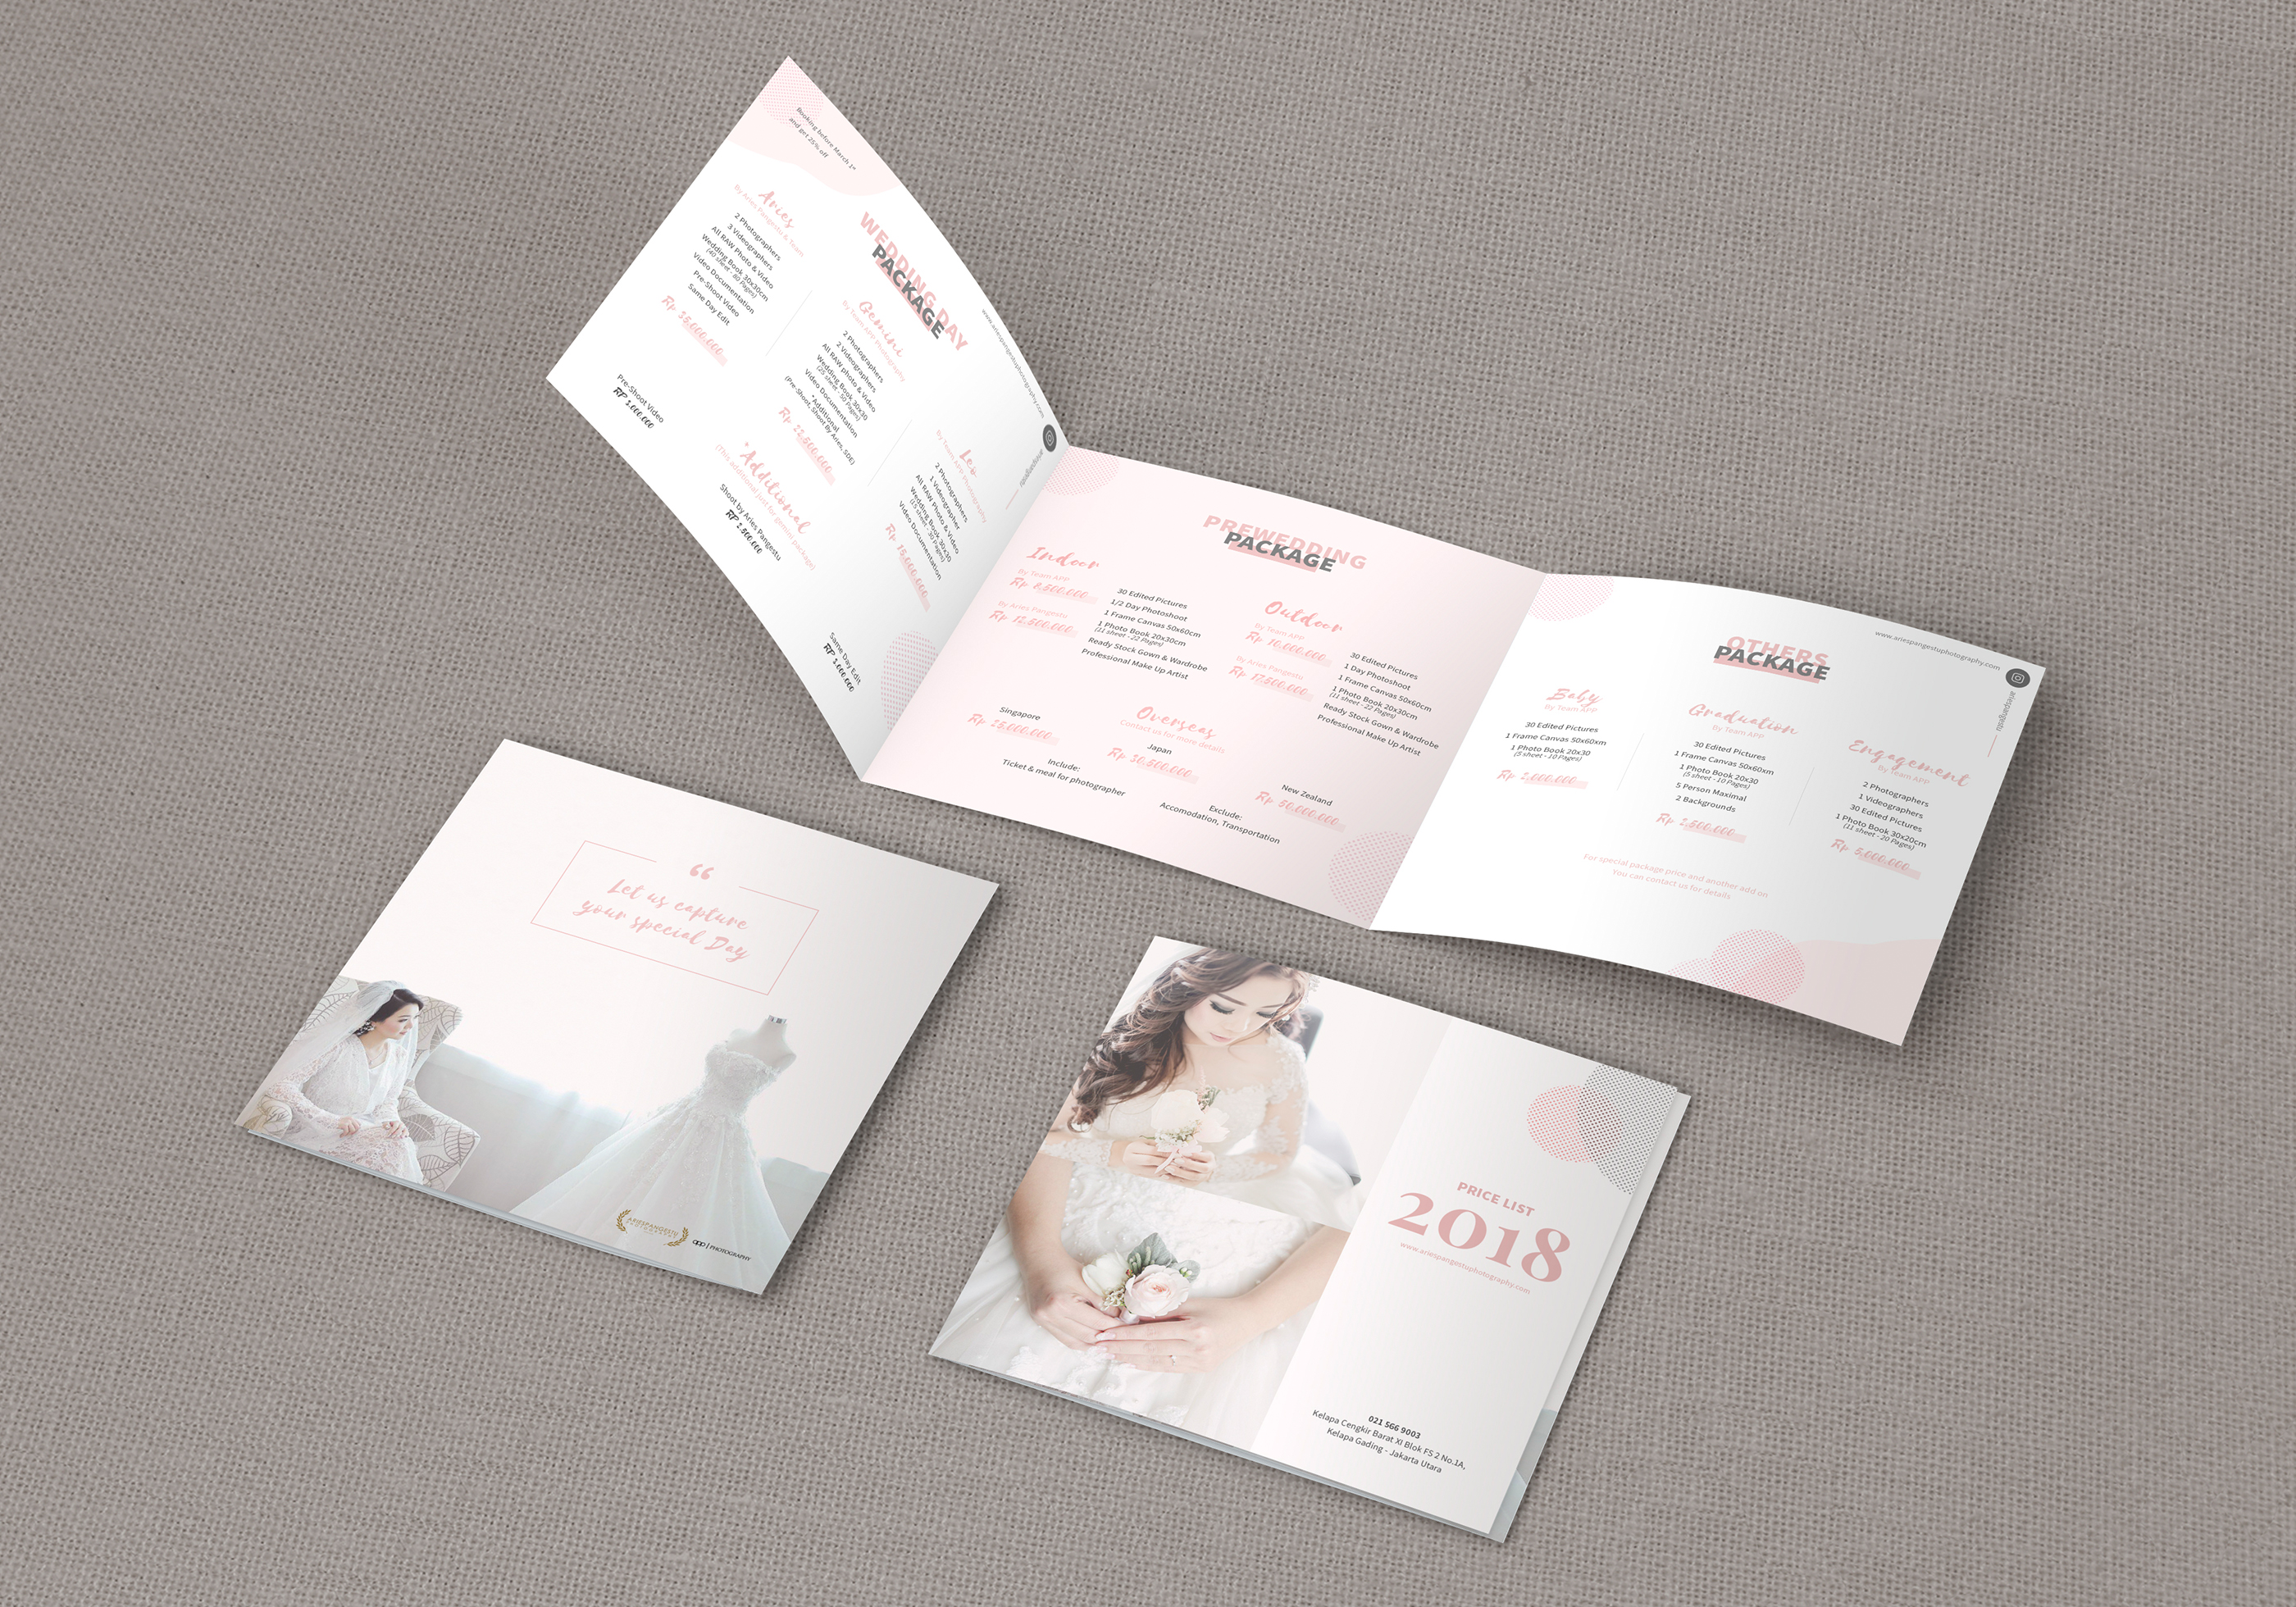 Booking before March 1st
and get 25% off
WEDDING DAY
PACKAGE
Aries
By Aries Pangestu & Team
2 Photographers
3 Videographers
All RAW Photo & Video
Wedding Book 30x30cm
(40 sheet - 80 Pages)
Video Documentation
Pre-Shoot Video
Same Day Edit
Rp 35.000.000
Gemini
By Team APP Photography
2 Photographers
2 Videographers
All RAW photo & Video
Wedding Book 30x30
(25 sheet - 50 Pages)
Video Documentation
*Additional
(Pre-Shoot, Shoot By Aries, SDE)
Rp 22.500.000
Leo
By Team APP Photography
2 Photographers
1 Videographer
All RAW Photo & Video
Wedding Book 30x30
(15 sheet - 30 Pages)
Video Documentation
Rp 15.000.000
*Additional
(This additional just for gemini package)
Pre-Shoot Video
RP 1.000.000
Shoot by Aries Pangestu
RP 2.500.000
Same Day Edit
RP 1.000.000
www.ariespangestuphotography.com
ariespangestu
PREWEDDING
PACKAGE
Indoor
By Team APP
Rp 8.500.000
By Aries Pangestu
Rp 12.500.000
30 Edited Pictures
1/2 Day Photoshoot
1 Frame Canvas 50x60cm
1 Photo Book 20x30cm
(11 sheet - 22 Pages)
Ready Stock Gown & Wardrobe
Professional Make Up Artist
Outdoor
By Team APP
Rp 10.000.000
By Aries Pangestu
Rp 17.500.000
30 Edited Pictures
1 Day Photoshoot
1 Frame Canvas 50x60cm
1 Photo Book 20x30cm
(11 sheet - 22 Pages)
Ready Stock Gown & Wardrobe
Professional Make Up Artist
Overseas
Contact us for more details
Singapore
Rp 25.000.000
Japan
Rp 30.500.000
New Zealand
Rp 50.000.000
Include:
Ticket & meal for photographer
Exclude:
Accomodation, Transportation
www.ariespangestuphotography.com
ariespangestu
OTHERS
PACKAGE
Baby
By Team APP
30 Edited Pictures
1 Frame Canvas 50x60xm
1 Photo Book 20x30
(5 sheet - 10 Pages)
Rp 2.000.000
Graduation
By Team APP
30 Edited Pictures
1 Frame Canvas 50x60xm
1 Photo Book 20x30
(5 sheet - 10 Pages)
5 Person Maximal
2 Backgrounds
Rp 2.500.000
Engagement
By Team APP
2 Photographers
1 Videographers
30 Edited Pictures
1 Photo Book 30x20cm
(11 sheet - 20 Pages)
Rp 5.000.000
For special package price and another add on
You can contact us for details
“
Let us capture
your special Day
ARIESPANGESTU
app | PHOTOGRAPHY
PRICE LIST
2018
www.ariespangestuphotography.com
021 566 9003
Kelapa Cengkir Barat XI Blok FS 2 No.1A,
Kelapa Gading - Jakarta Utara